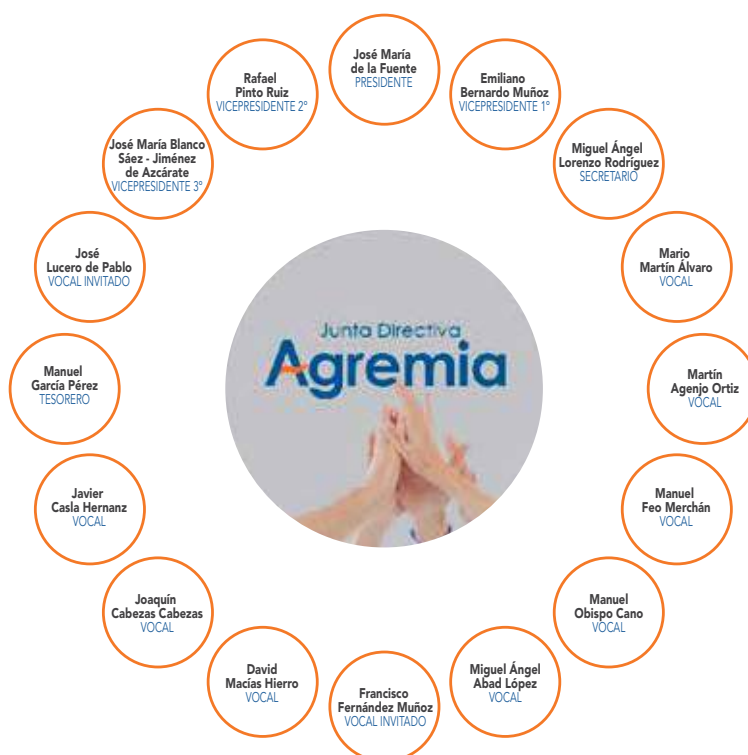 José María
de la Fuente
PRESIDENTE
Emiliano
Bernardo Muñoz
VICEPRESIDENTE 1º
Miguel Ángel
Lorenzo Rodríguez
SECRETARIO
Mario
Martín Álvaro
VOCAL
Martín
Agenjo Ortiz
VOCAL
Manuel
Feo Merchán
VOCAL
Manuel
Obispo Cano
VOCAL
Miguel Ángel
Abad López
VOCAL
Francisco
Fernández Muñoz
VOCAL INVITADO
David
Macías Hierro
VOCAL
Joaquín
Cabezas Cabezas
VOCAL
Javier
Casla Hernanz
VOCAL
Manuel
García Pérez
TESORERO
José
Lucero de Pablo
VOCAL INVITADO
José María Blanco
Sáez - Jiménez
de Azcárate
VICEPRESIDENTE 3º
Rafael
Pinto Ruiz
VICEPRESIDENTE 2º
Junta Directiva
Agremia